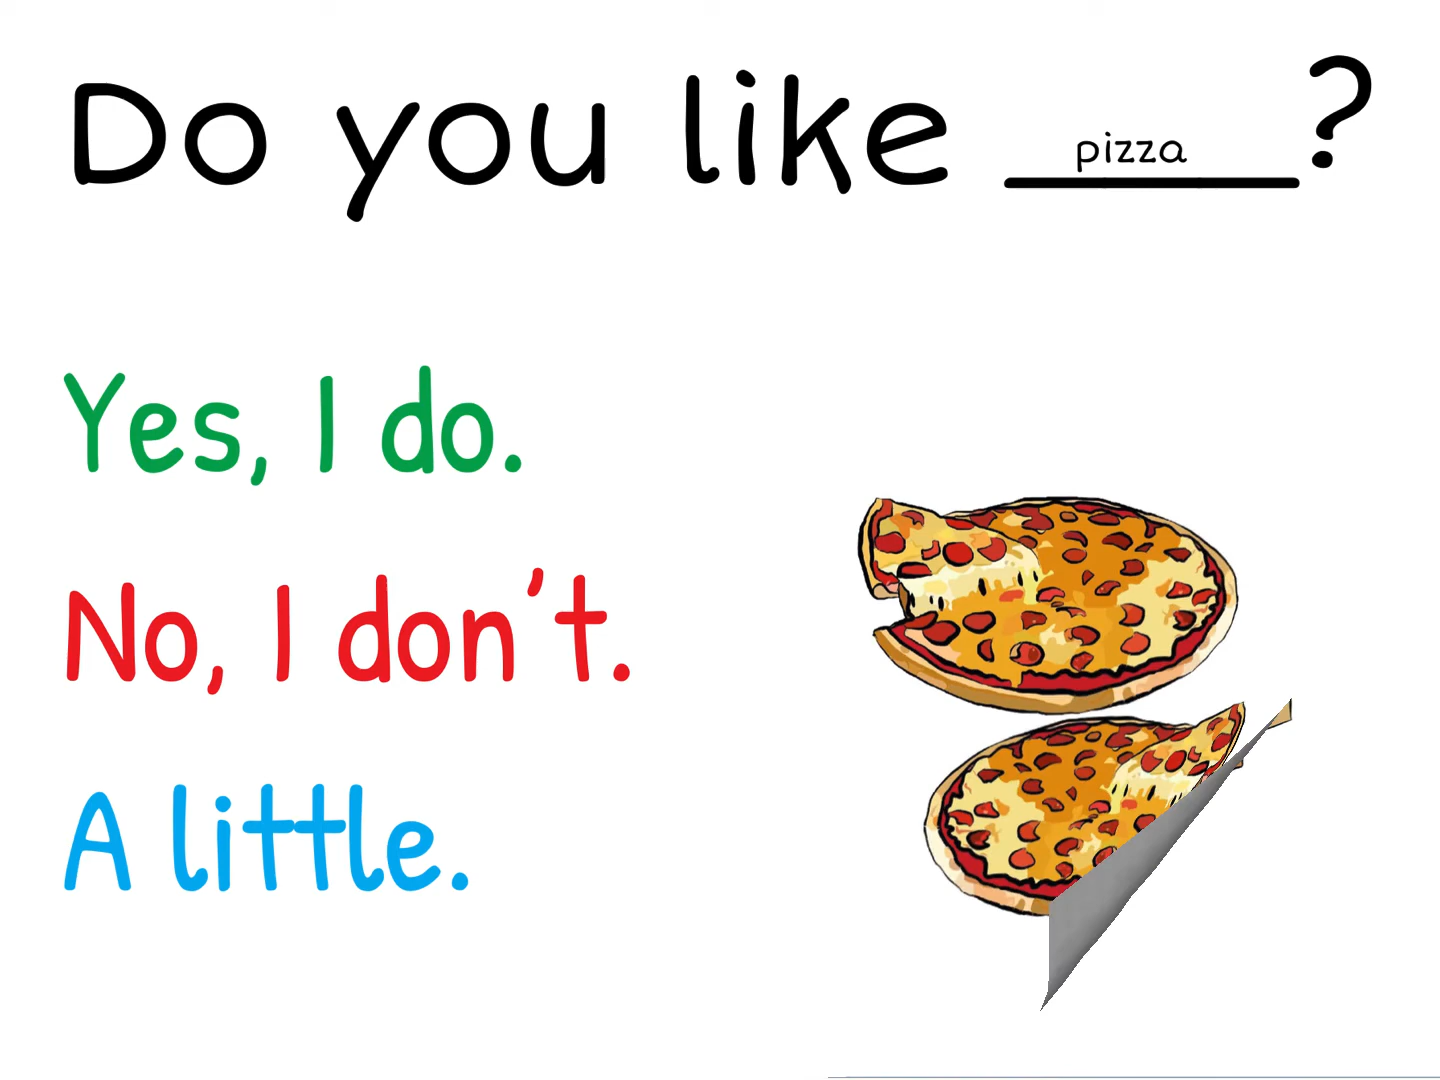 Do you like pizza?
Yes, I do.
No, I don't.
A little.